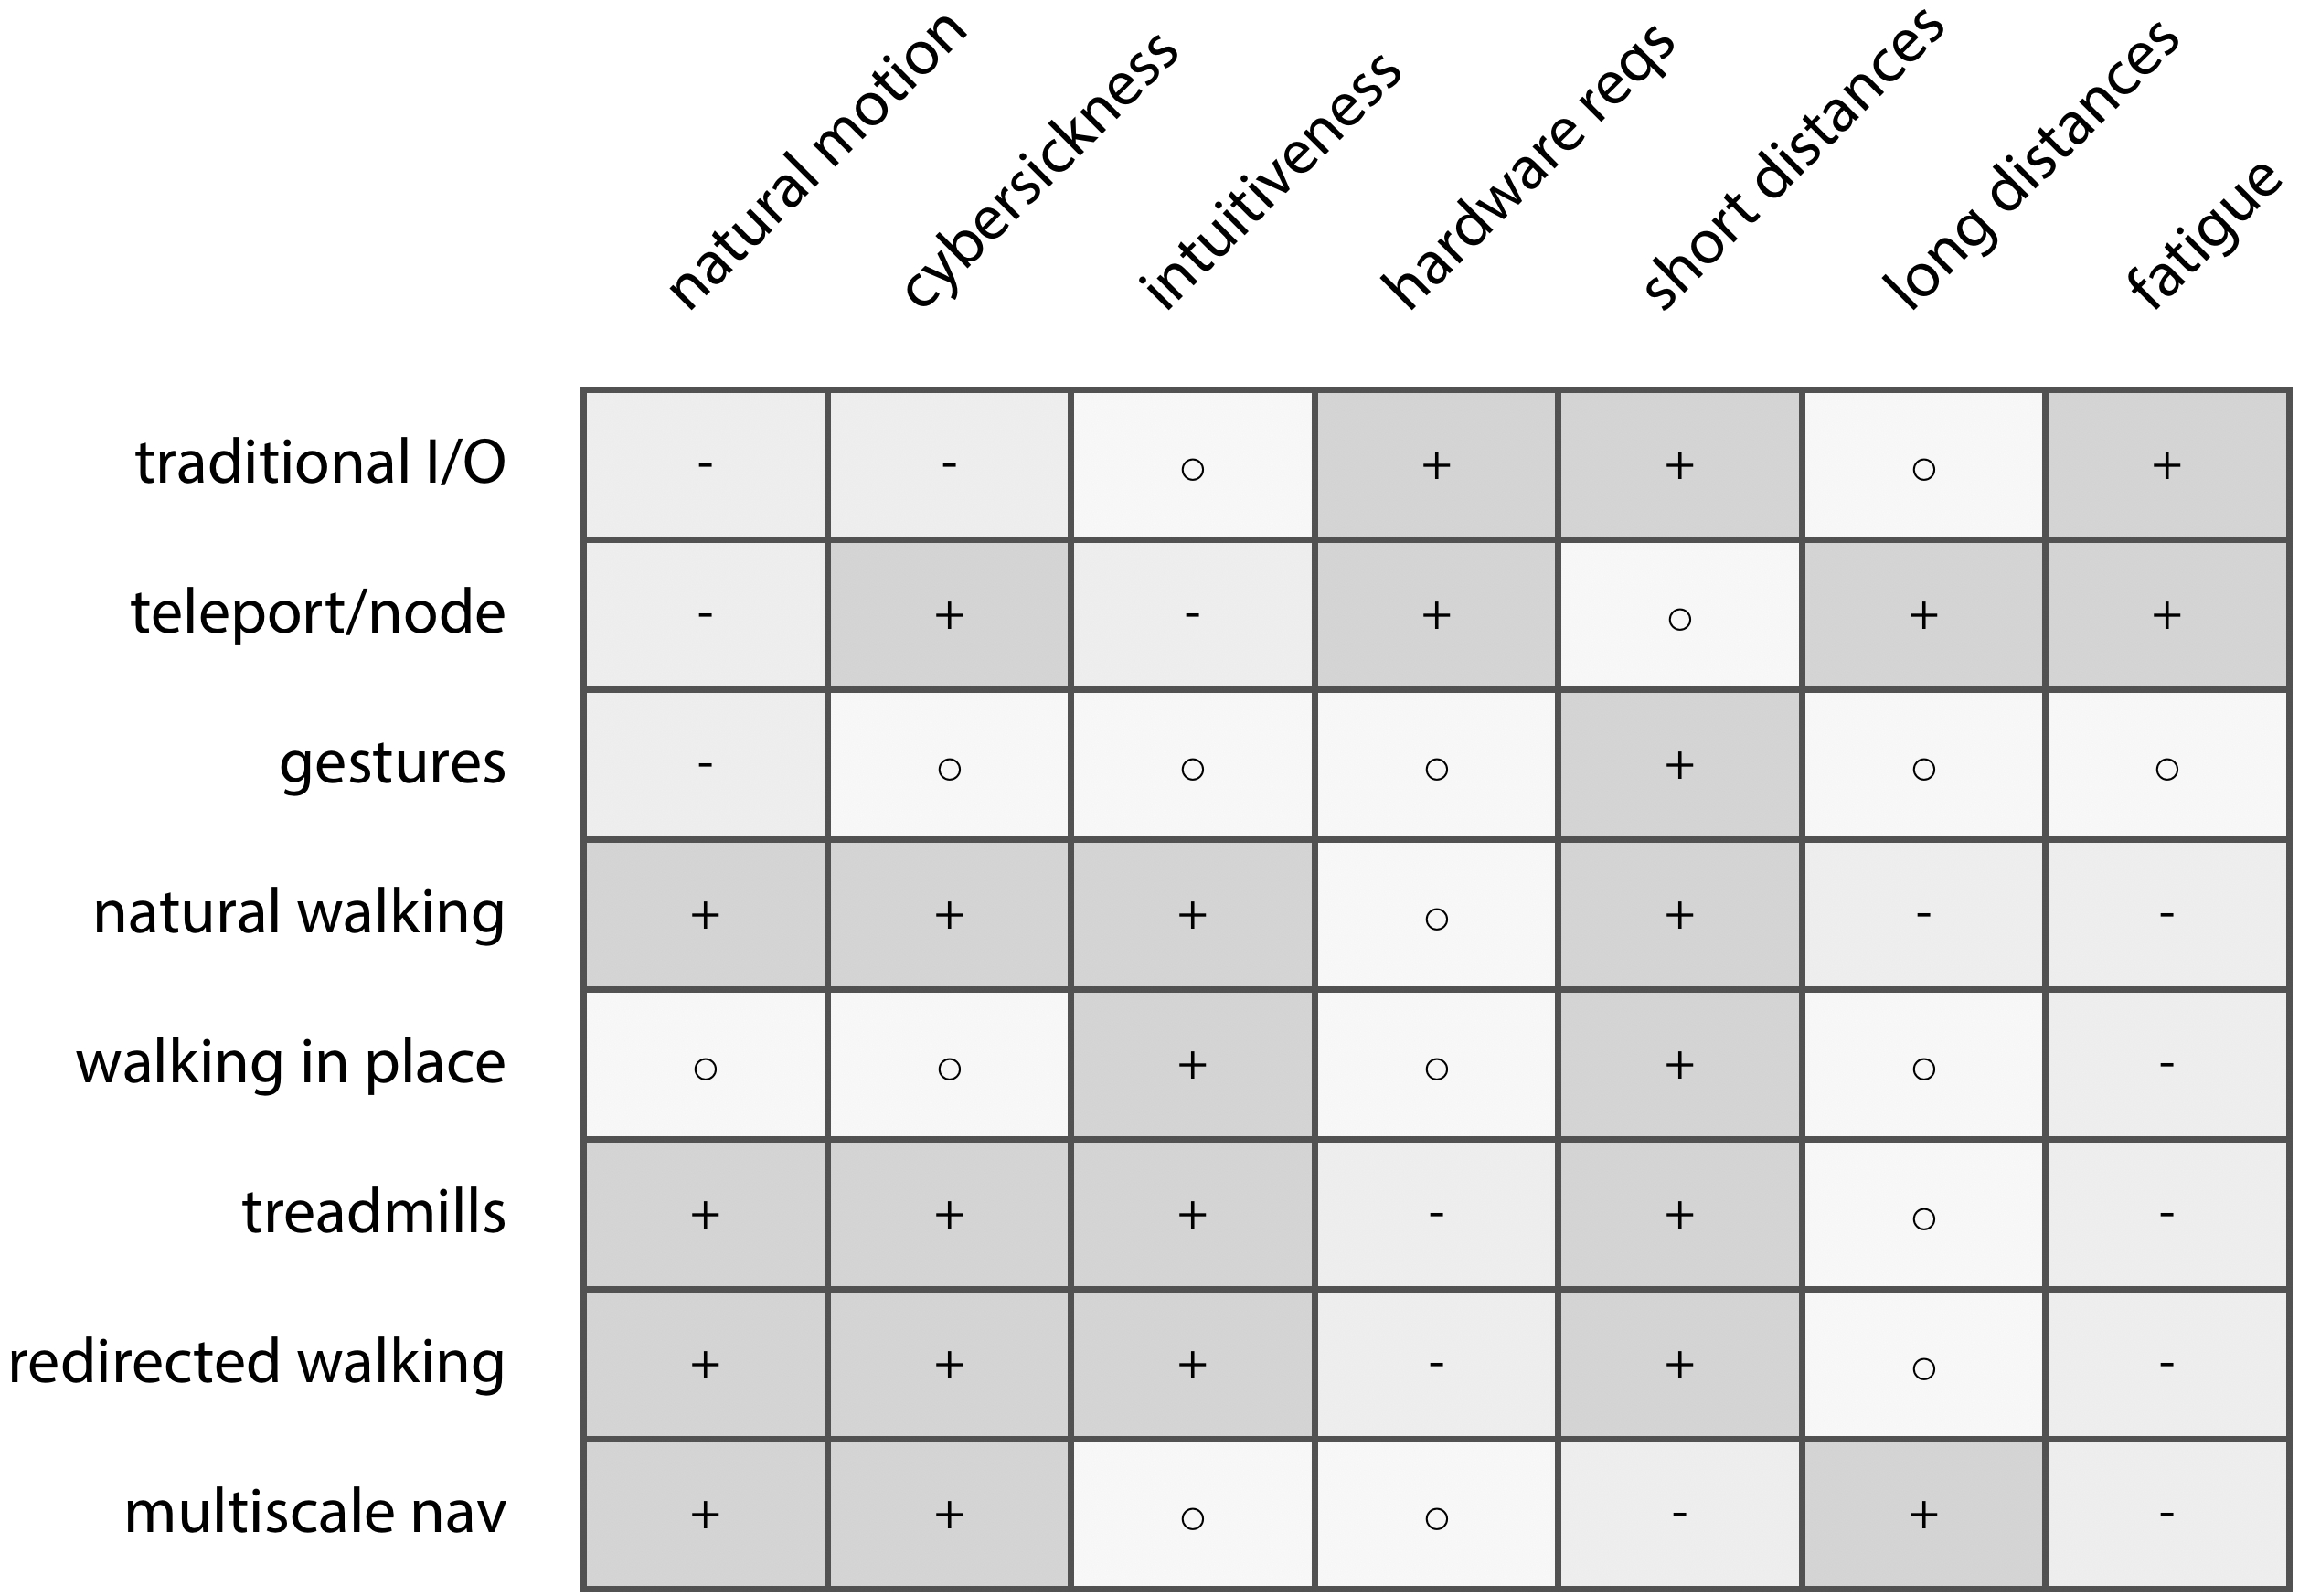 natural motion cybersickness intuitiveness hardware reqs short distances long distances fatigue
traditional I/O - - ○ + + ○ +
teleport/node - + - + ○ + +
gestures - ○ ○ ○ + ○ ○
natural walking + + + ○ + - -
walking in place ○ ○ + ○ + ○ -
treadmills + + + - + ○ -
redirected walking + + + - + ○ -
multiscale nav + + ○ ○ - + -